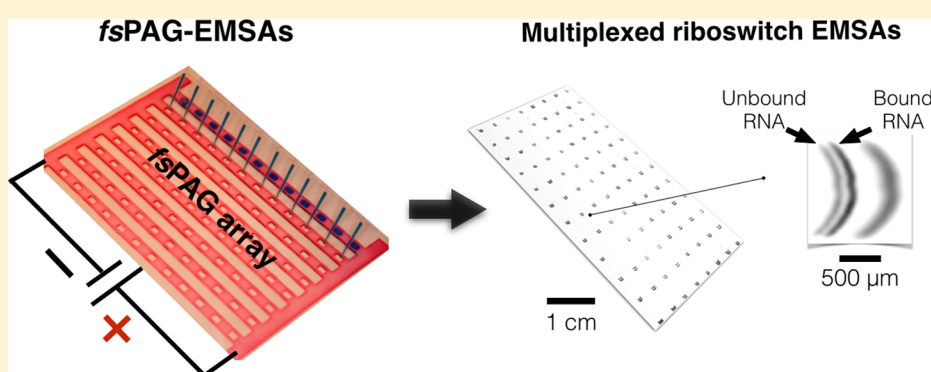 fsPAG-EMSAs
Multiplexed riboswitch EMSAs
fsPAG array
Unbound
RNA
Bound
RNA
1 cm
500 μm